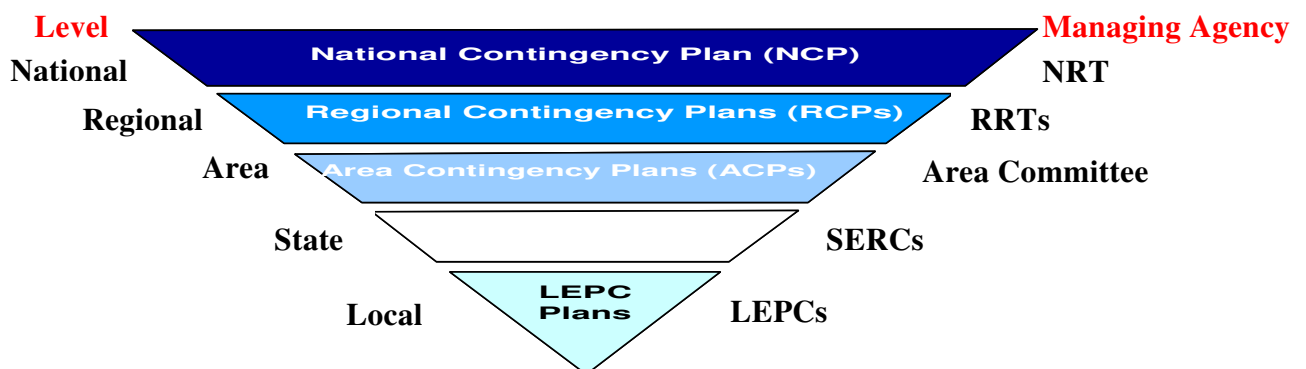 Level
Managing Agency
National
National Contingency Plan (NCP)
NRT
Regional
Regional Contingency Plans (RCPs)
RRTs
Area
Area Contingency Plans (ACPs)
Area Committee
State
SERCs
Local
LEPC
Plans
LEPCs